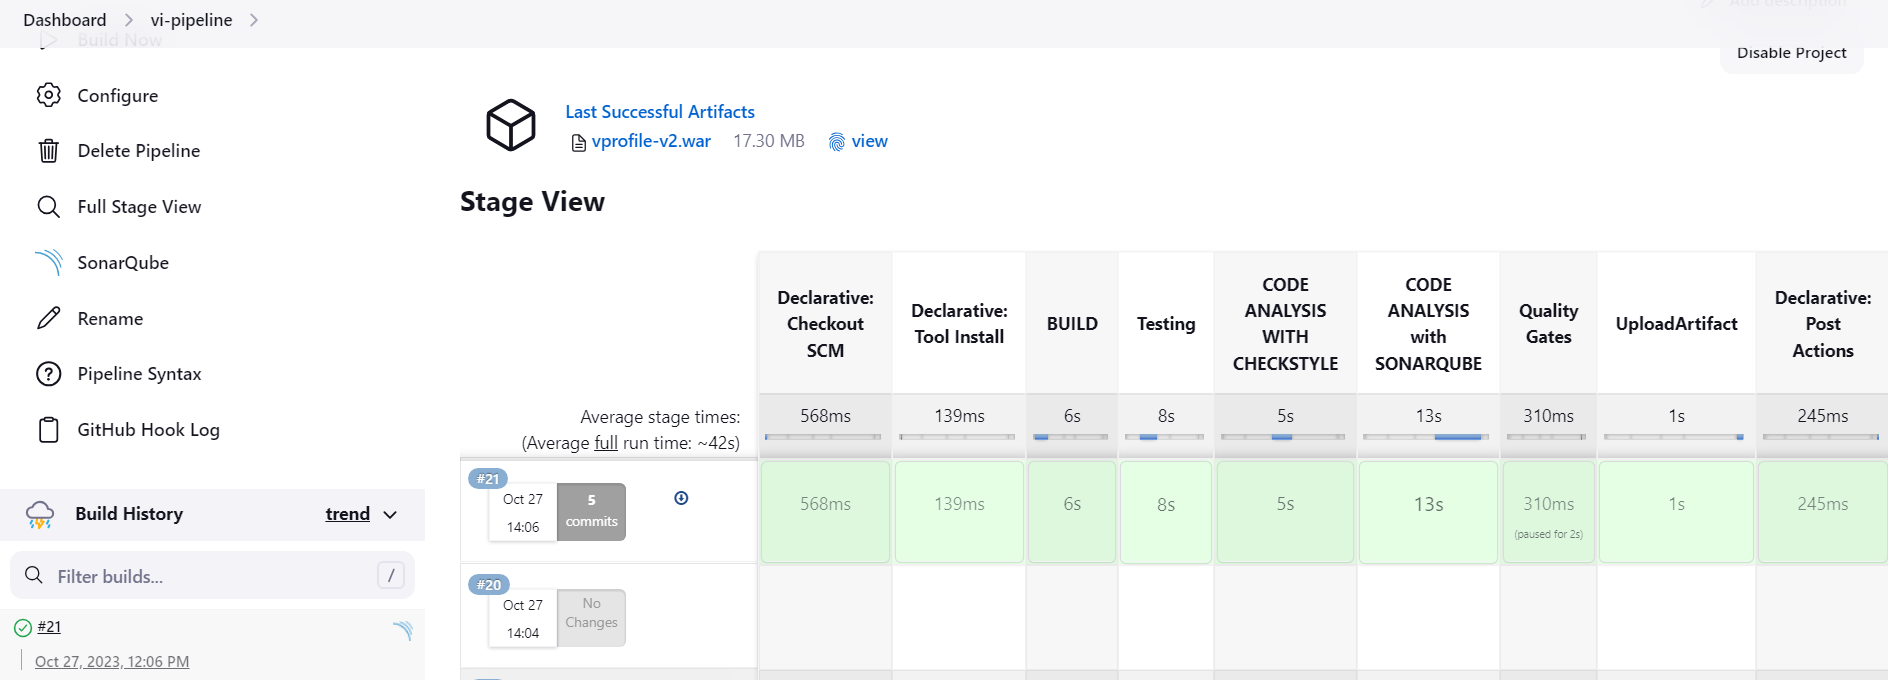 Dashboard
vi-pipeline
Add description
Build Now
Disable Project
Configure
Delete Pipeline
Full Stage View
SonarQube
Rename
Pipeline Syntax
GitHub Hook Log
Build History
trend
Filter builds...
/
#21
Oct 27, 2023, 12:06 PM
Last Successful Artifacts
vprofile-v2.war 17.30 MB view
Stage View
Declarative:
Checkout
SCM
Declarative:
Tool Install
BUILD
Testing
CODE
ANALYSIS
WITH
CHECKSTYLE
CODE
ANALYSIS
with
SONARQUBE
Quality
Gates
UploadArtifact
Declarative:
Post
Actions
Average stage times:
(Average full run time: ~42s)
568ms 139ms 6s 8s 5s 13s 310ms 1s 245ms
#21
Oct 27
14:06
5
commits
568ms 139ms 6s 8s 5s 13s 310ms 1s 245ms
(paused for 2s)
#20
Oct 27
14:04
No
Changes